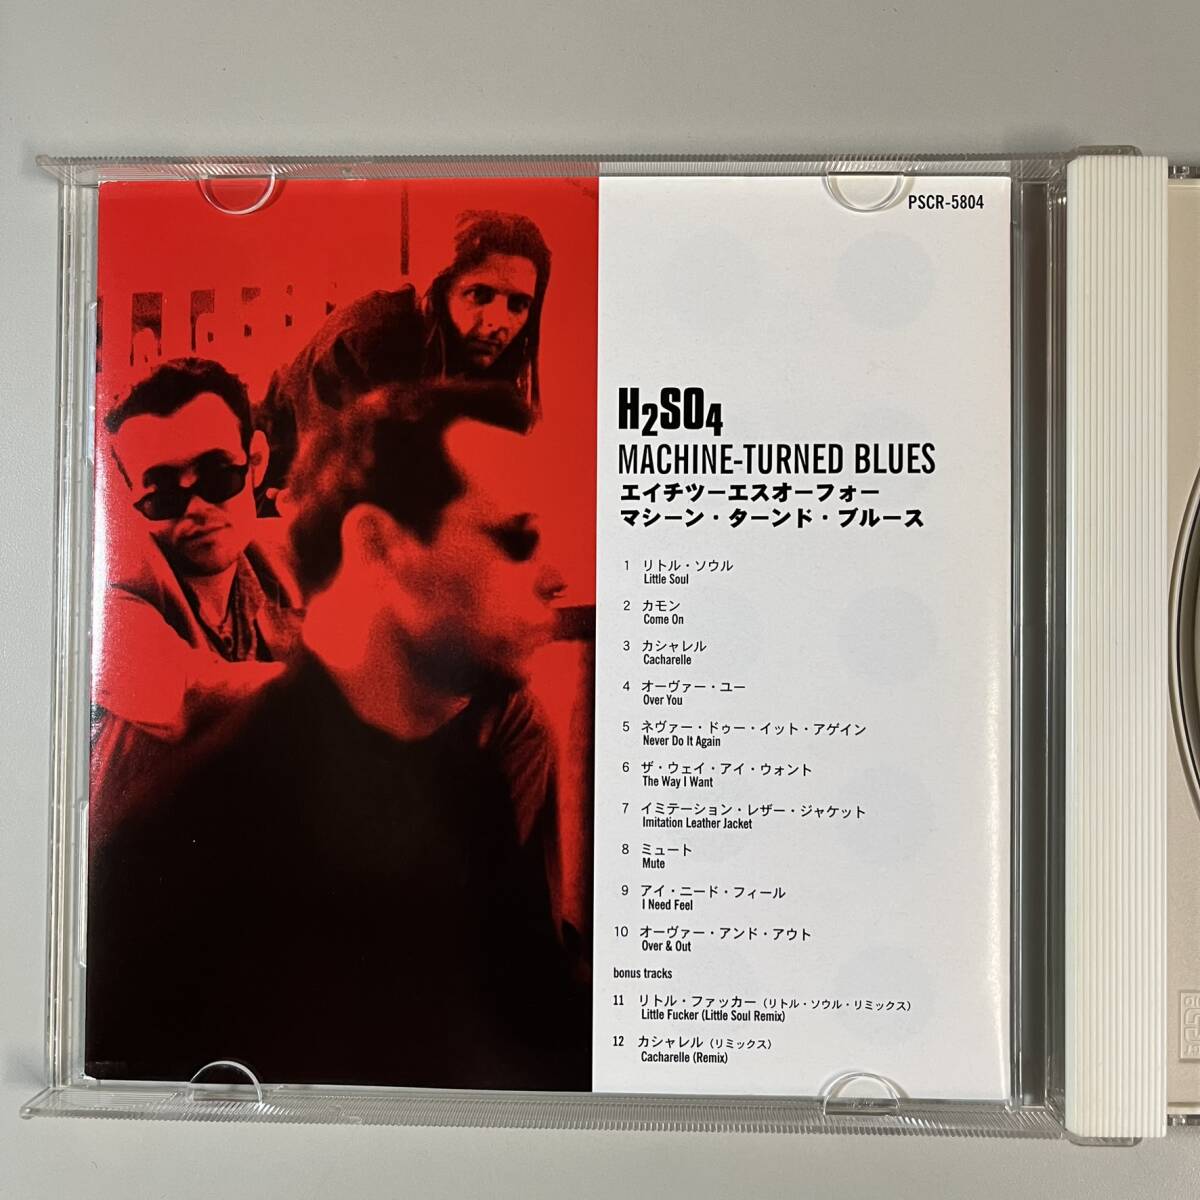 PSCR-5804
H2SO4
MACHINE-TURNED BLUES
エイチツーエスオーフォー
マシーン・ターンド・ブルース
1 リトル・ソウル
Little Soul
2 カモン
Come On
3 カシャレル
Cacharelle
4 オーヴァー・ユー
Over You
5 ネヴァー・ドゥー・イット・アゲイン
Never Do It Again
6 ザ・ウェイ・アイ・ウォント
The Way I Want
7 イミテーション・レザー・ジャケット
Imitation Leather Jacket
8 ミュート
Mute
9 アイ・ニード・フィール
I Need Feel
10 オーヴァー・アンド・アウト
Over & Out
bonus tracks
11 リトル・ファッカー（リトル・ソウル・リミックス）
Little Fucker (Little Soul Remix)
12 カシャレル（リミックス）
Cacharelle (Remix)